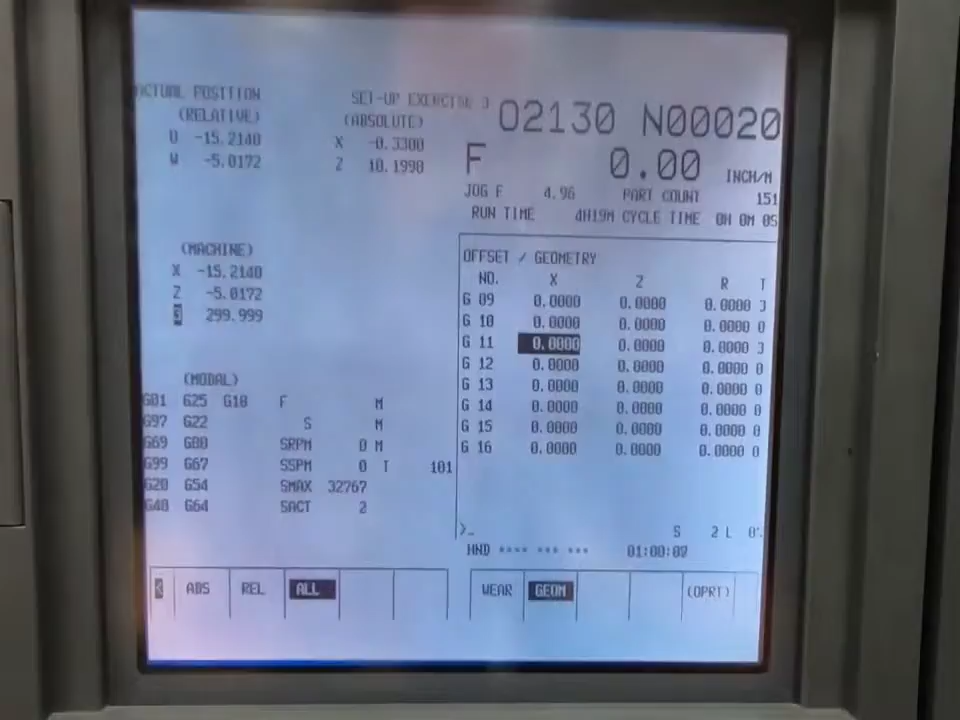 ACTUAL POSITION
(RELATIVE)
U -15.2140
W -5.0172
SET-UP EXERCISE 3
(ABSOLUTE)
X -0.3300
Z 10.1998
O2130 N00020
F 0.00 INCH/M
JOG F 4.96 PART COUNT 151
RUN TIME 4H19M CYCLE TIME 0H 0M 0S
(MACHINE)
X -15.2140
Z -5.0172
299.999
(MODAL)
G01 G25 G18 F M
G97 G22 S M
G69 G80 SRPM 0 M
G99 G67 SSPM 0 T 101
G20 G54 SMAX 32767
G40 G64 SACT 2
OFFSET / GEOMETRY
NO. X Z R T
G 09 0.0000 0.0000 0.0000 3
G 10 0.0000 0.0000 0.0000 0
G 11 0.0000 0.0000 0.0000 3
G 12 0.0000 0.0000 0.0000 0
G 13 0.0000 0.0000 0.0000 0
G 14 0.0000 0.0000 0.0000 0
G 15 0.0000 0.0000 0.0000 0
G 16 0.0000 0.0000 0.0000 0
>_
S 2 L 0%
HND **** *** *** 01:00:07
< ABS REL ALL
WEAR GEOM (OPRT)